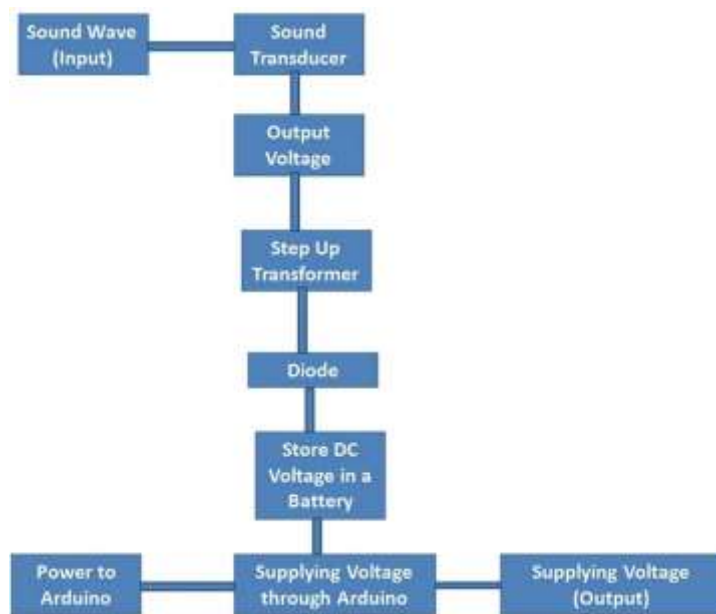 Sound Wave
(Input)
Sound
Transducer
Output
Voltage
Step Up
Transformer
Diode
Store DC
Voltage in a
Battery
Power to
Arduino
Supplying Voltage
through Arduino
Supplying Voltage
(Output)